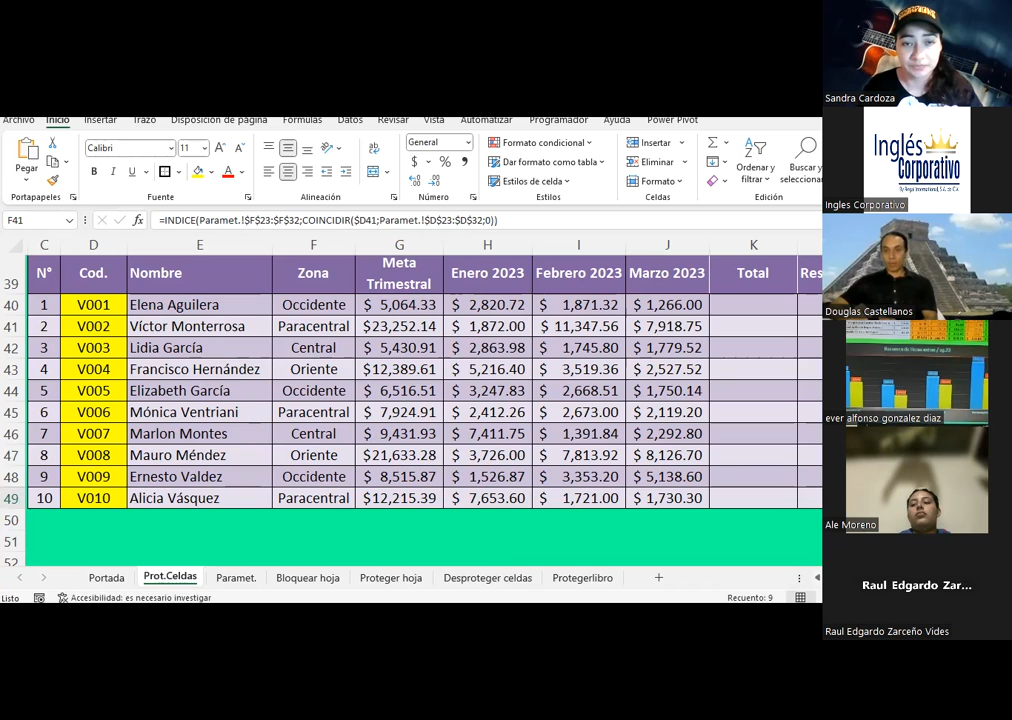 Archivo Inicio Insertar Trazo Disposición de página Fórmulas Datos Revisar Vista Automatizar Programador Ayuda Power Pivot
Pegar
Portapapeles
Calibri 11
N K S
Fuente
ab
Alineación
General
$ % 000
Número
Formato condicional
Dar formato como tabla
Estilos de celda
Estilos
Insertar
Eliminar
Formato
Celdas
Ordenar y filtrar
Buscar y
seleccionar
Edición
F41 fx =INDICE(Paramet.!$F$23:$F$32;COINCIDIR($D41;Paramet.!$D$23:$D$32;0))
C D E F G H I J K
39 N° Cod. Nombre Zona Meta Trimestral Enero 2023 Febrero 2023 Marzo 2023 Total Res
40 1 V001 Elena Aguilera Occidente $ 5,064.33 $ 2,820.72 $ 1,871.32 $ 1,266.00
41 2 V002 Víctor Monterrosa Paracentral $23,252.14 $ 1,872.00 $ 11,347.56 $ 7,918.75
42 3 V003 Lidia García Central $ 5,430.91 $ 2,863.98 $ 1,745.80 $ 1,779.52
43 4 V004 Francisco Hernández Oriente $12,389.61 $ 5,216.40 $ 3,519.36 $ 2,527.52
44 5 V005 Elizabeth García Occidente $ 6,516.51 $ 3,247.83 $ 2,668.51 $ 1,750.14
45 6 V006 Mónica Ventriani Paracentral $ 7,924.91 $ 2,412.26 $ 2,673.00 $ 2,119.20
46 7 V007 Marlon Montes Central $ 9,431.93 $ 7,411.75 $ 1,391.84 $ 2,292.80
47 8 V008 Mauro Méndez Oriente $21,633.28 $ 3,726.00 $ 7,813.92 $ 8,126.70
48 9 V009 Ernesto Valdez Occidente $ 8,515.87 $ 1,526.87 $ 3,353.20 $ 5,138.60
49 10 V010 Alicia Vásquez Paracentral $12,215.39 $ 7,653.60 $ 1,721.00 $ 1,730.30
50
51
52
Portada Prot.Celdas Paramet. Bloquear hoja Proteger hoja Desproteger celdas Protegerlibro +
Listo Accesibilidad: es necesario investigar Recuento: 9
Sandra Cardoza
Inglés
Corporativo
Ingles Corporativo
Douglas Castellanos
ever alfonso gonzalez diaz
Ale Moreno
Raul Edgardo Zar...
Raul Edgardo Zarceño Vides